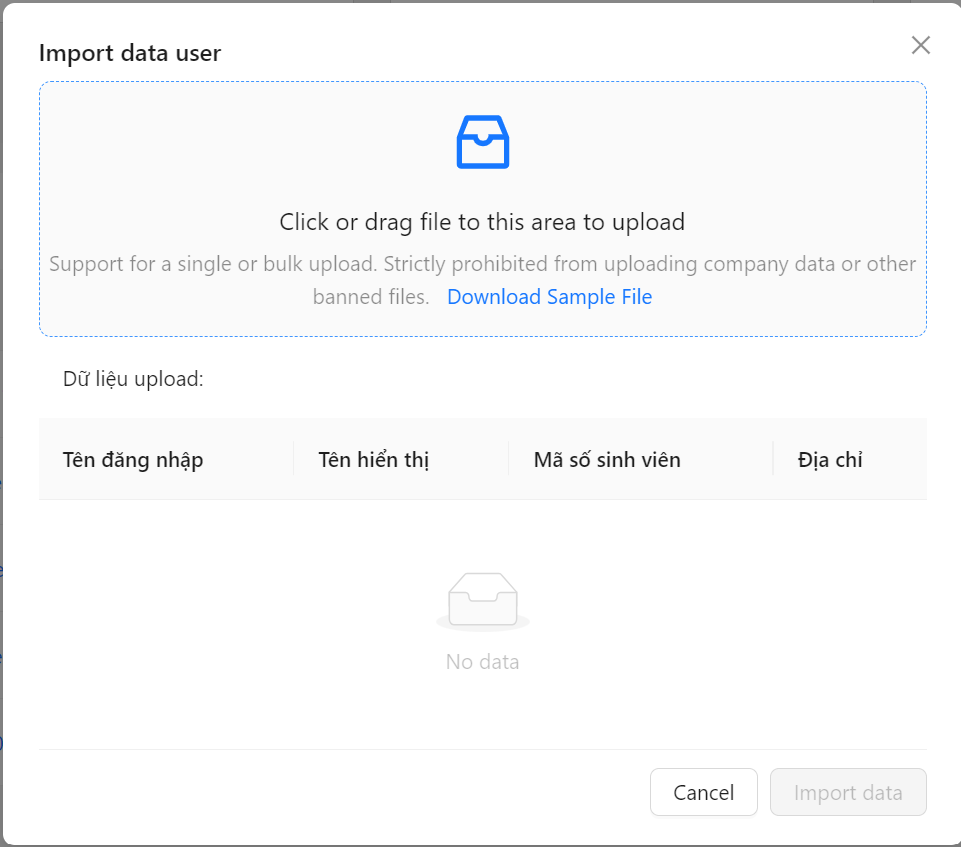 Import data user
Click or drag file to this area to upload
Support for a single or bulk upload. Strictly prohibited from uploading company data or other
banned files. Download Sample File
Dữ liệu upload:
Tên đăng nhập Tên hiển thị Mã số sinh viên Địa chỉ
No data
Cancel Import data